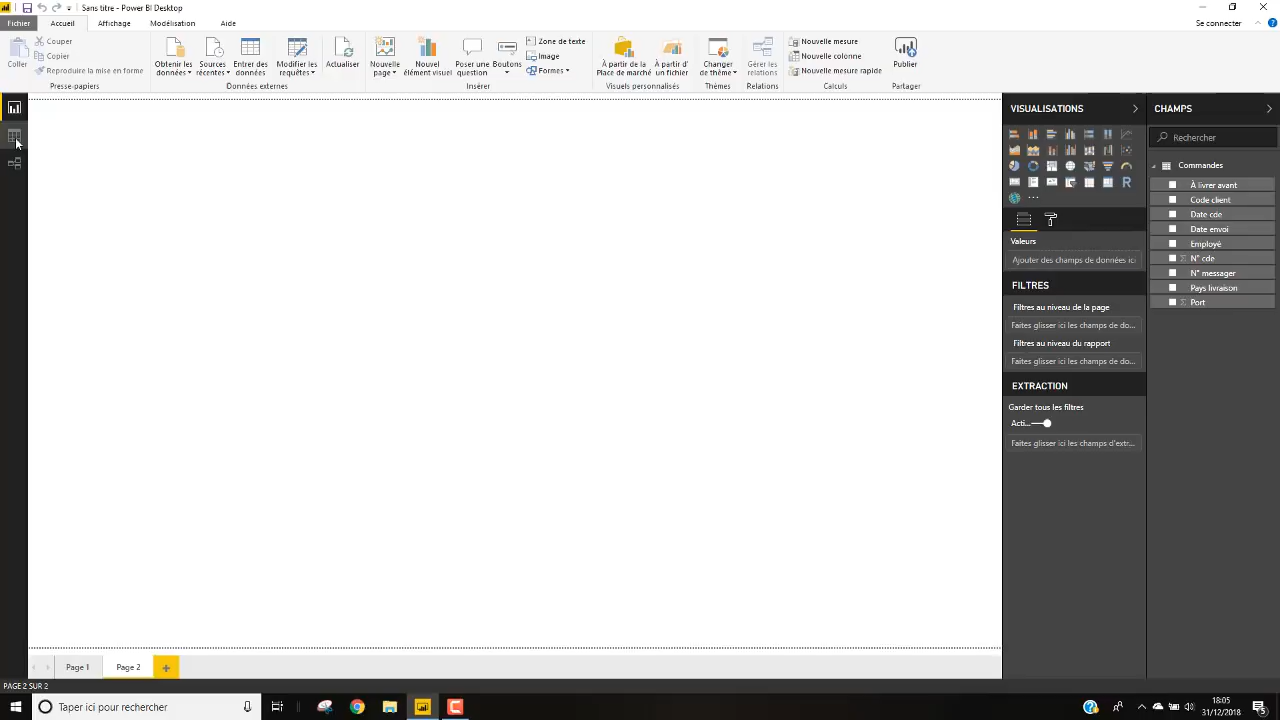 Sans titre - Power BI Desktop
Fichier
Accueil
Affichage
Modélisation
Aide
Se connecter
Coller
Couper
Copier
Reproduire la mise en forme
Presse-papiers
Obtenir les données
Sources récentes
Entrer des données
Modifier les requêtes
Données externes
Actualiser
Nouvelle page
Nouvel élément visuel
Poser une question
Boutons
Zone de texte
Image
Formes
Insérer
À partir de la Place de marché
À partir d' un fichier
Visuels personnalisés
Changer de thème
Thèmes
Gérer les relations
Relations
Nouvelle mesure
Nouvelle colonne
Nouvelle mesure rapide
Calculs
Publier
Partager
VISUALISATIONS
R
Valeurs
Ajouter des champs de données ici
FILTRES
Filtres au niveau de la page
Faites glisser ici les champs de do...
Filtres au niveau du rapport
Faites glisser ici les champs de do...
EXTRACTION
Garder tous les filtres
Acti...
Faites glisser ici les champs d'extr...
CHAMPS
Rechercher
Commandes
À livrer avant
Code client
Date cde
Date envoi
Employé
Σ N° cde
N° messager
Pays livraison
Σ Port
Page 1
Page 2
PAGE 2 SUR 2
Taper ici pour rechercher
18:05
31/12/2018